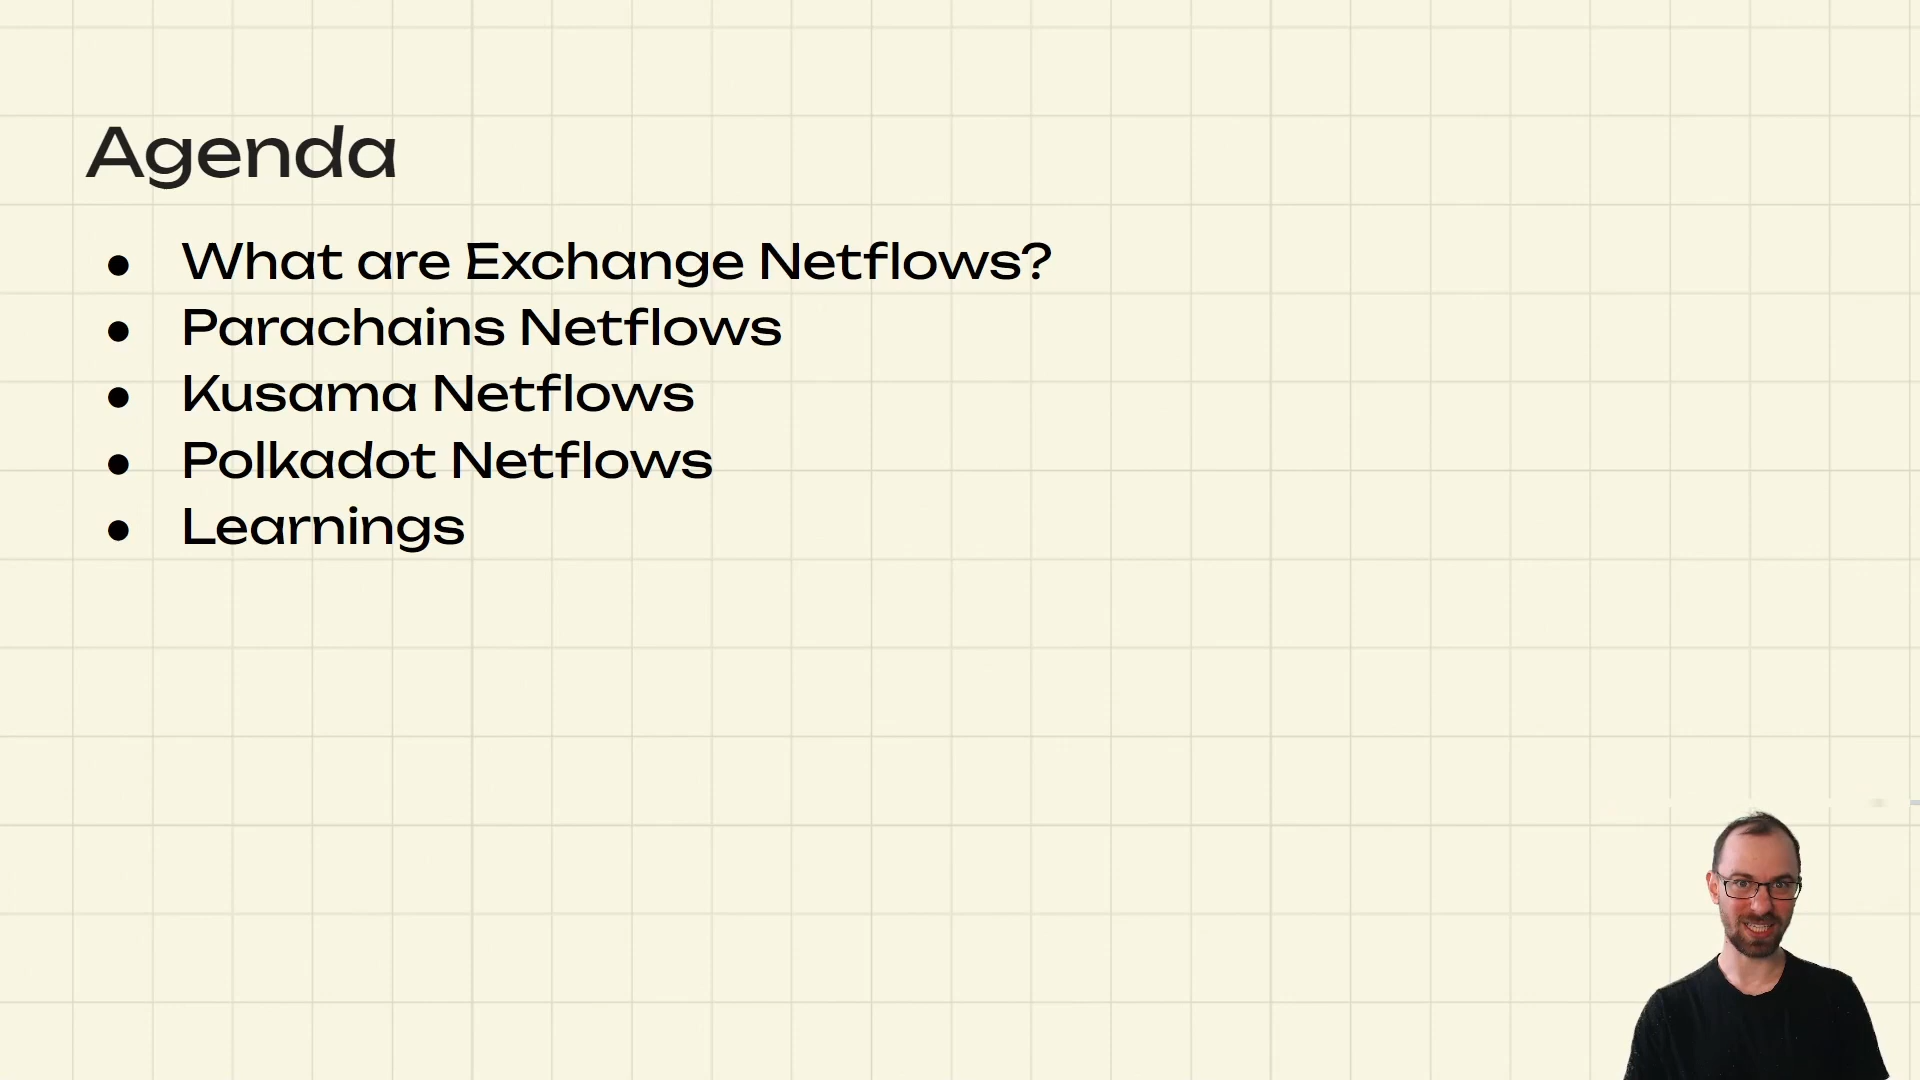 Agenda
● What are Exchange Netflows?
● Parachains Netflows
● Kusama Netflows
● Polkadot Netflows
● Learnings